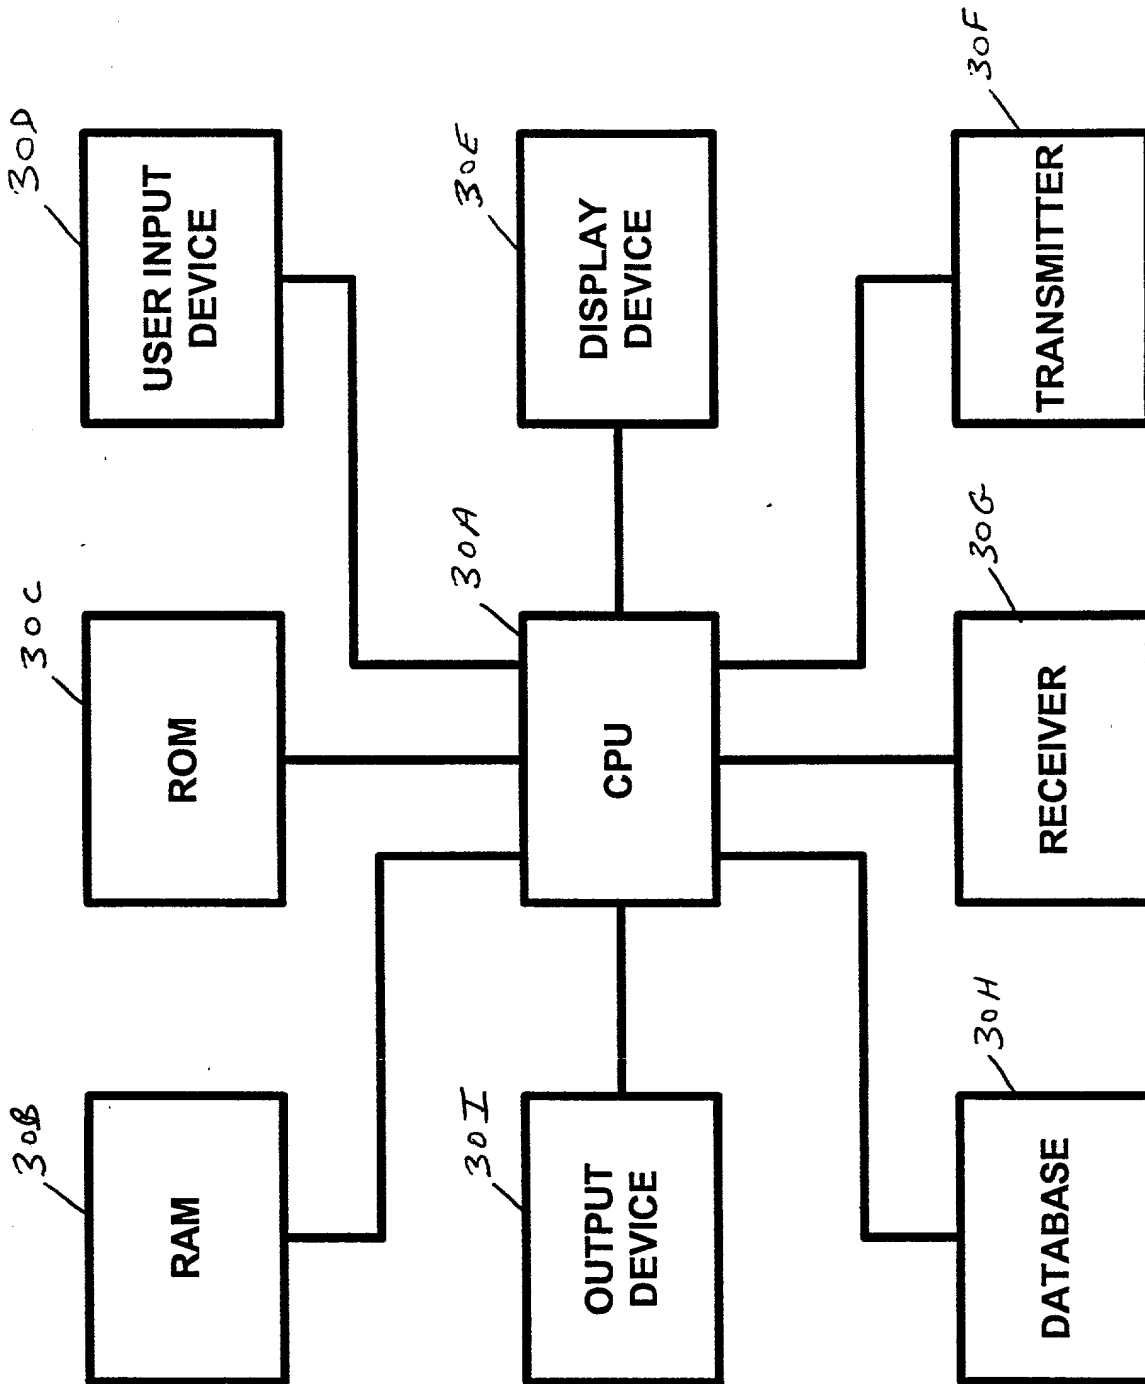 30B
30C
30D
RAM
ROM
USER INPUT
DEVICE
30I
30A
30E
OUTPUT
DEVICE
CPU
DISPLAY
DEVICE
30H
30G
30F
DATABASE
RECEIVER
TRANSMITTER